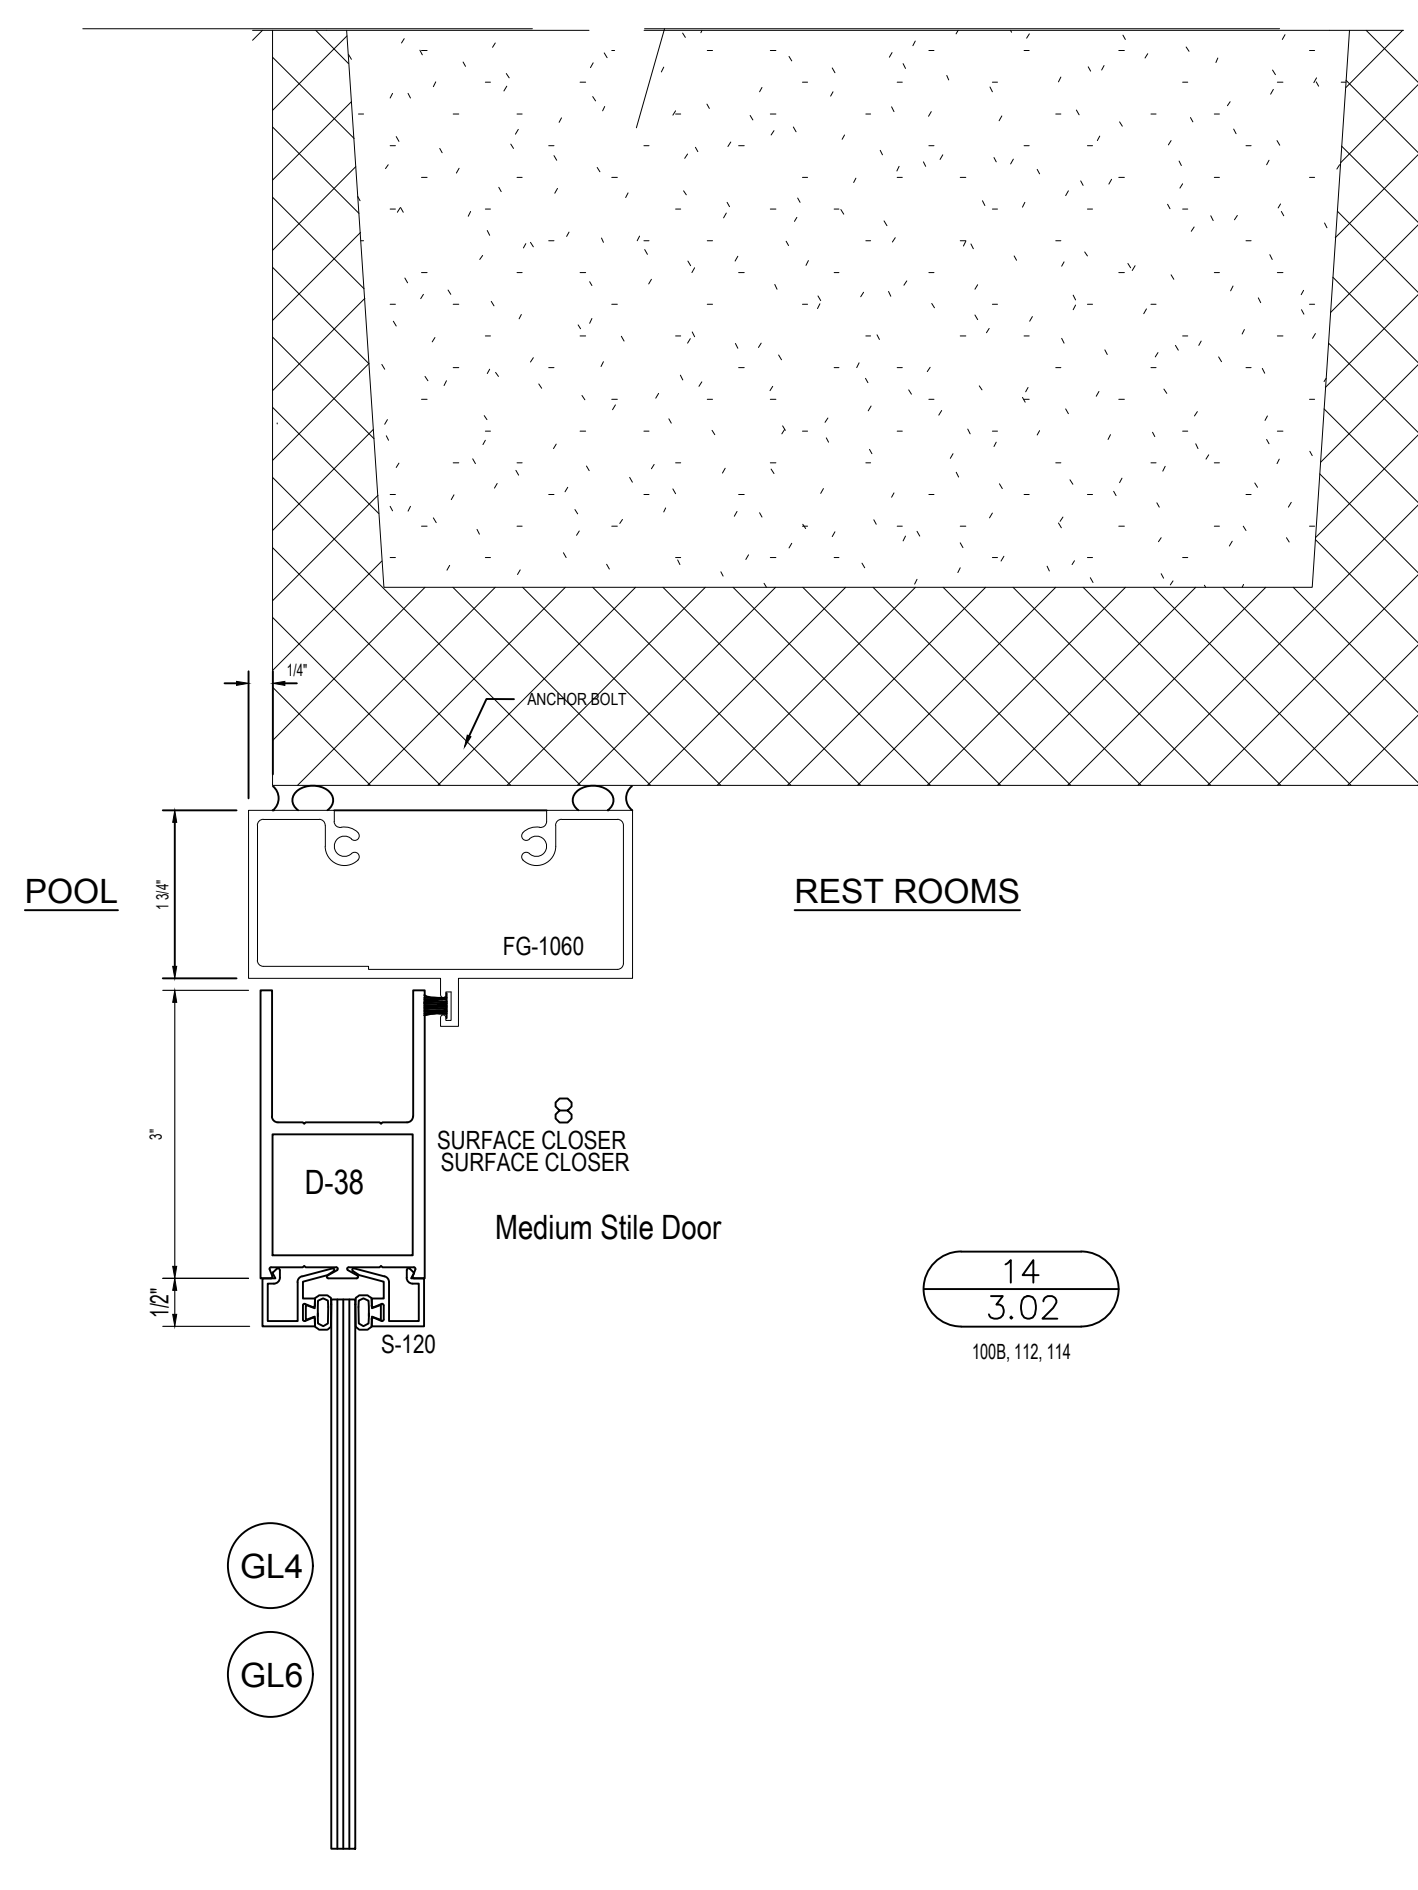 1/4"
ANCHOR BOLT
POOL
1 3/4"
REST ROOMS
FG-1060
3"
8
SURFACE CLOSER
SURFACE CLOSER
D-38
Medium Stile Door
1/2"
S-120
14
3.02
100B, 112, 114
GL4
GL6